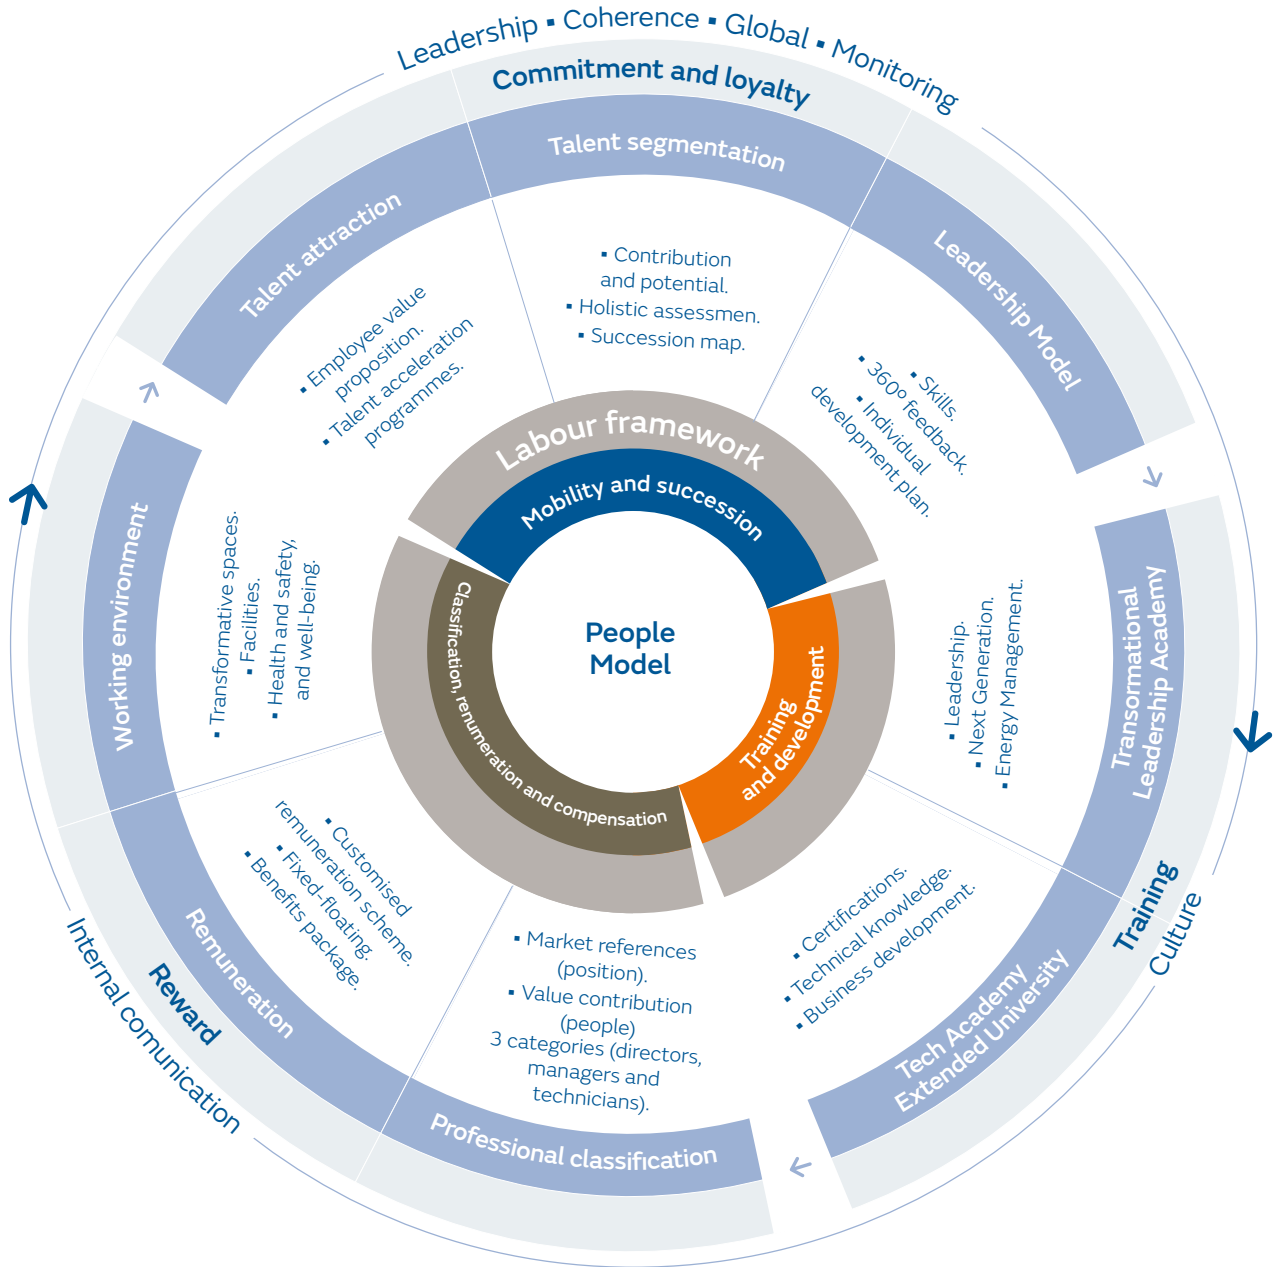 Leadership ▪ Coherence ▪ Global ▪ Monitoring
Commitment and loyalty
Talent segmentation
▪ Contribution
and potential.
▪ Holistic assessmen.
▪ Succession map.
Talent attraction
▪ Employee value
proposition.
▪ Talent acceleration
programmes.
Leadership Model
▪ Skills.
▪ 360º feedback.
▪ Individual
development plan.
Labour framework
Mobility and succession
People
Model
Training
and development
Classification, renumeration and compensation
Transormational
Leadership Academy
▪ Leadership.
▪ Next Generation.
▪ Energy Management.
Training
Culture
Tech Academy
Extended University
▪ Certifications.
▪ Technical knowledge.
▪ Business development.
Professional classification
▪ Market references
(position).
▪ Value contribution
(people)
3 categories (directors,
managers and
technicians).
Remuneration
▪ Customised
remuneration scheme.
▪ Fixed-floating.
▪ Benefits package.
Reward
Internal comunication
Working environment
▪ Transformative spaces.
▪ Facilities.
▪ Health and safety,
and well-being.